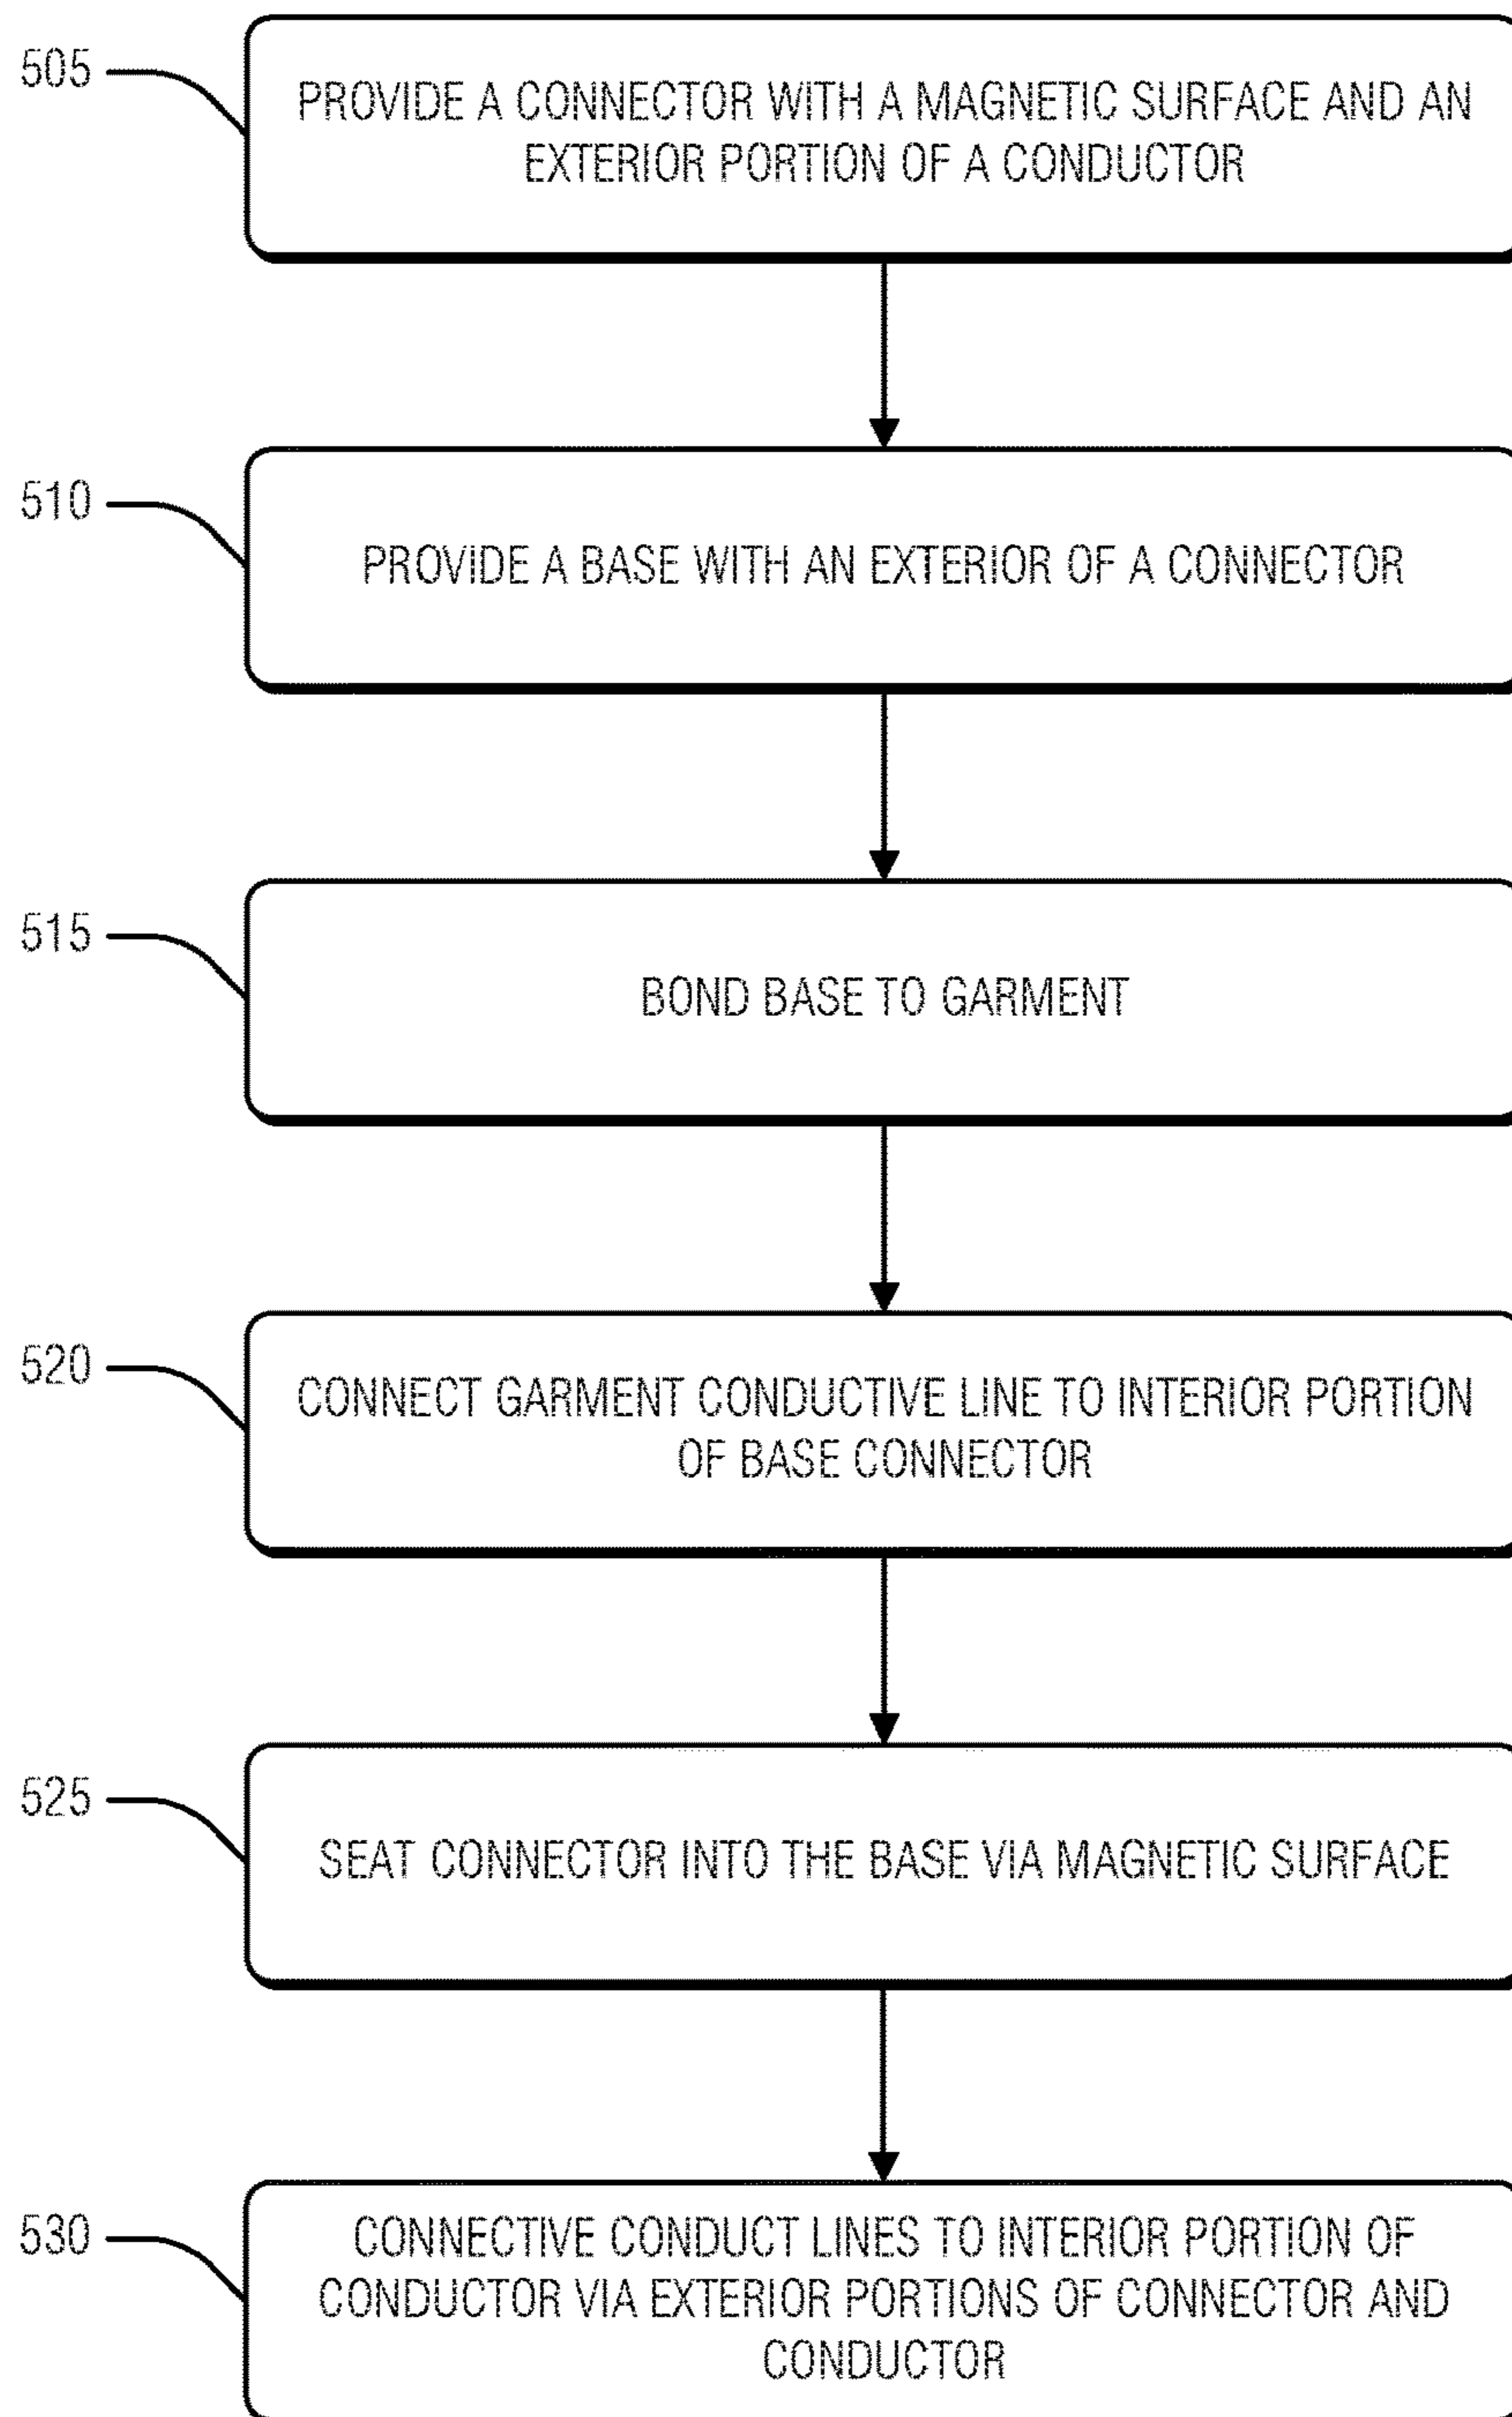 505
PROVIDE A CONNECTOR WITH A MAGNETIC SURFACE AND AN
EXTERIOR PORTION OF A CONDUCTOR
510
PROVIDE A BASE WITH AN EXTERIOR OF A CONNECTOR
515
BOND BASE TO GARMENT
520
CONNECT GARMENT CONDUCTIVE LINE TO INTERIOR PORTION
OF BASE CONNECTOR
525
SEAT CONNECTOR INTO THE BASE VIA MAGNETIC SURFACE
530
CONNECTIVE CONDUCT LINES TO INTERIOR PORTION OF
CONDUCTOR VIA EXTERIOR PORTIONS OF CONNECTOR AND
CONDUCTOR